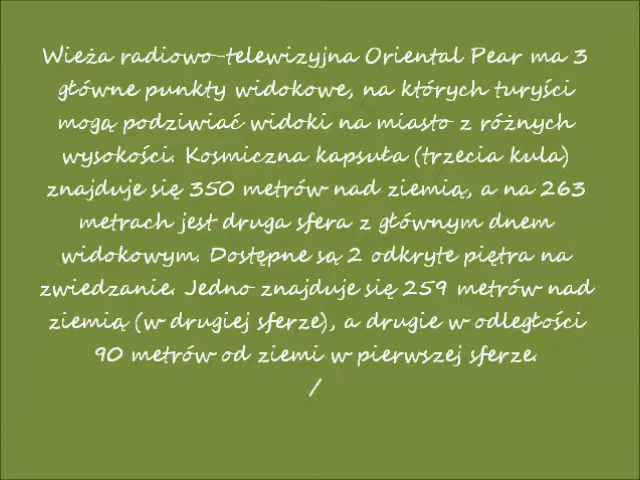 Wieża radiowo-telewizyjna Oriental Pear ma 3
główne punkty widokowe, na których turyści
mogą podziwiać widoki na miasto z różnych
wysokości. Kosmiczna kapsuła (trzecia kula)
znajduje się 350 metrów nad ziemią, a na 263
metrach jest druga sfera z głównym dnem
widokowym. Dostępne są 2 odkryte piętra na
zwiedzanie. Jedno znajduje się 259 metrów nad
ziemią (w drugiej sferze), a drugie w odległości
90 metrów od ziemi w pierwszej sferze.
/